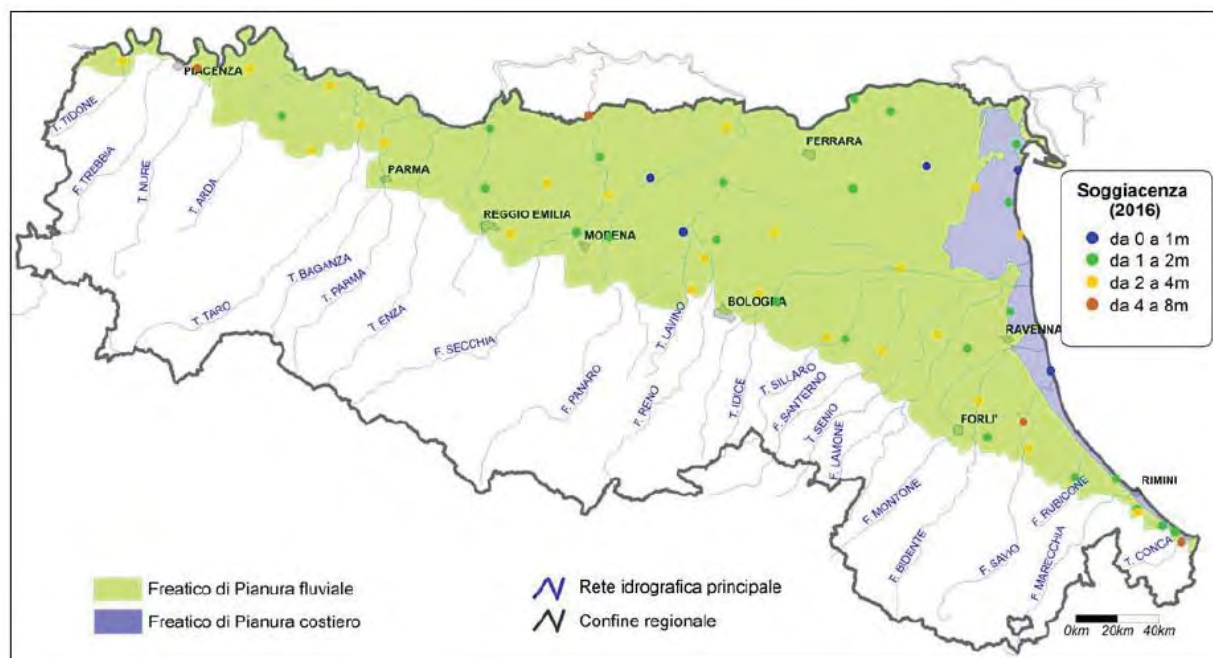 PIACENZA
T. TIDONE
F. TREBBIA
T. NURE
T. ARDA
PARMA
FERRARA
REGGIO EMILIA
MODENA
T. TARO
T. BAGANZA
T. PARMA
T. ENZA
F. SECCHIA
F. PANARO
T. LAVINO
T. RENO
BOLOGNA
T. IDICE
T. SILLARO
F. SANTERNO
T. SENIO
F. LAMONE
RAVENNA
FORLI'
F. MONTONE
F. BIDENTE
F. SAVIO
F. RUBICONE
F. MARECCHIA
RIMINI
T. CONCA
Soggiacenza
(2016)
da 0 a 1m
da 1 a 2m
da 2 a 4m
da 4 a 8m
Freatico di Pianura fluviale
Freatico di Pianura costiero
Rete idrografica principale
Confine regionale
0km 20km 40km